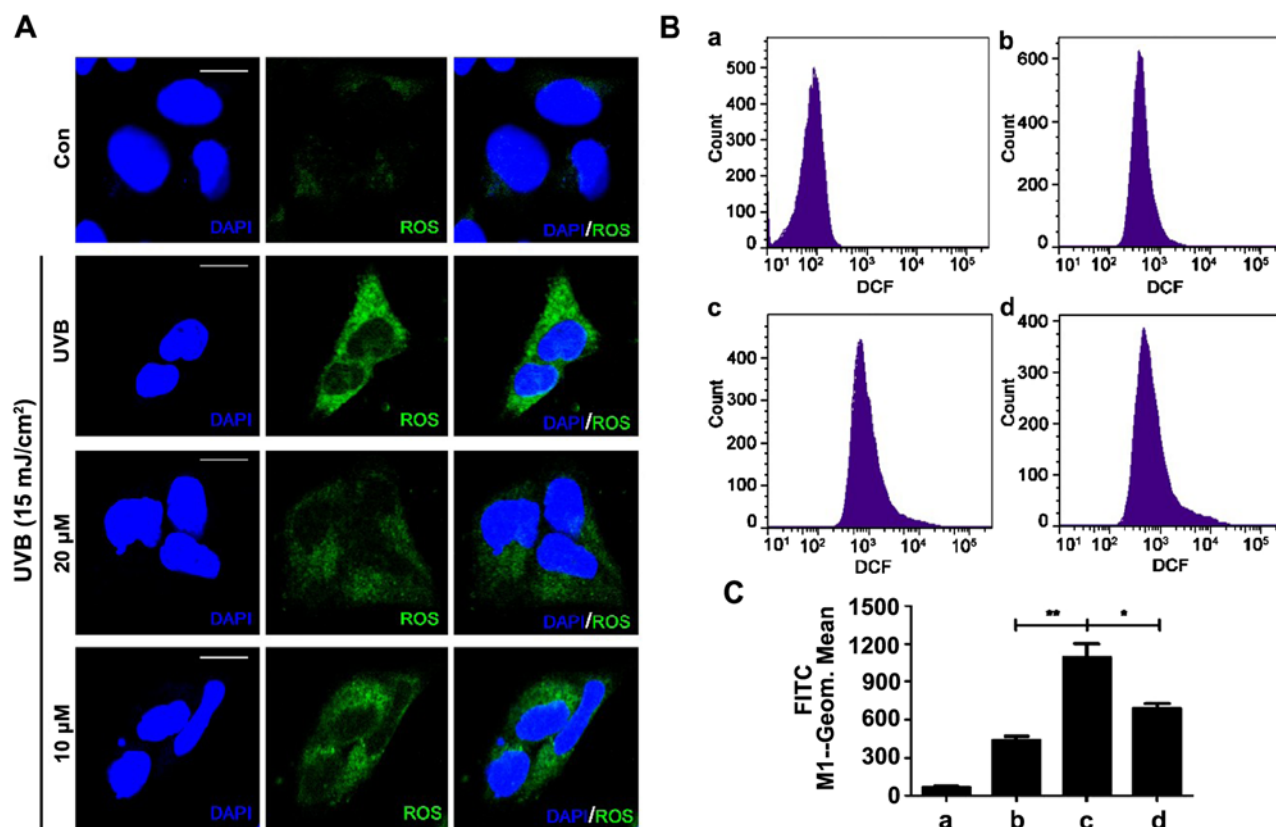 A
Con
DAPI
ROS
DAPI/ROS
UVB (15 mJ/cm²)
UVB
DAPI
ROS
DAPI/ROS
20 µM
DAPI
ROS
DAPI/ROS
10 µM
DAPI
ROS
DAPI/ROS
B
a
Count
500
400
300
200
100
0
10¹ 10² 10³ 10⁴ 10⁵
DCF
b
Count
600
400
200
0
10¹ 10² 10³ 10⁴ 10⁵
DCF
c
Count
400
300
200
100
0
10¹ 10² 10³ 10⁴ 10⁵
DCF
d
Count
400
300
200
100
0
10¹ 10² 10³ 10⁴ 10⁵
DCF
C
FITC
M1--Geom. Mean
1500
1200
900
600
300
0
** *
a b c d